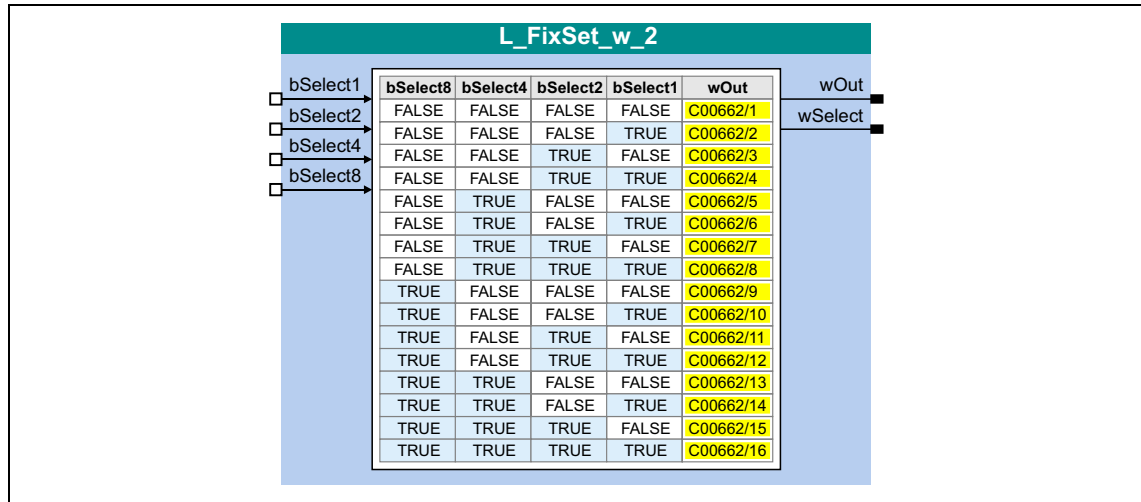 L_FixSet_w_2
bSelect1
bSelect2
bSelect4
bSelect8
bSelect8 bSelect4 bSelect2 bSelect1 wOut
FALSE FALSE FALSE FALSE C00662/1
FALSE FALSE FALSE TRUE C00662/2
FALSE FALSE TRUE FALSE C00662/3
FALSE FALSE TRUE TRUE C00662/4
FALSE TRUE FALSE FALSE C00662/5
FALSE TRUE FALSE TRUE C00662/6
FALSE TRUE TRUE FALSE C00662/7
FALSE TRUE TRUE TRUE C00662/8
TRUE FALSE FALSE FALSE C00662/9
TRUE FALSE FALSE TRUE C00662/10
TRUE FALSE TRUE FALSE C00662/11
TRUE FALSE TRUE TRUE C00662/12
TRUE TRUE FALSE FALSE C00662/13
TRUE TRUE FALSE TRUE C00662/14
TRUE TRUE TRUE FALSE C00662/15
TRUE TRUE TRUE TRUE C00662/16
wOut
wSelect